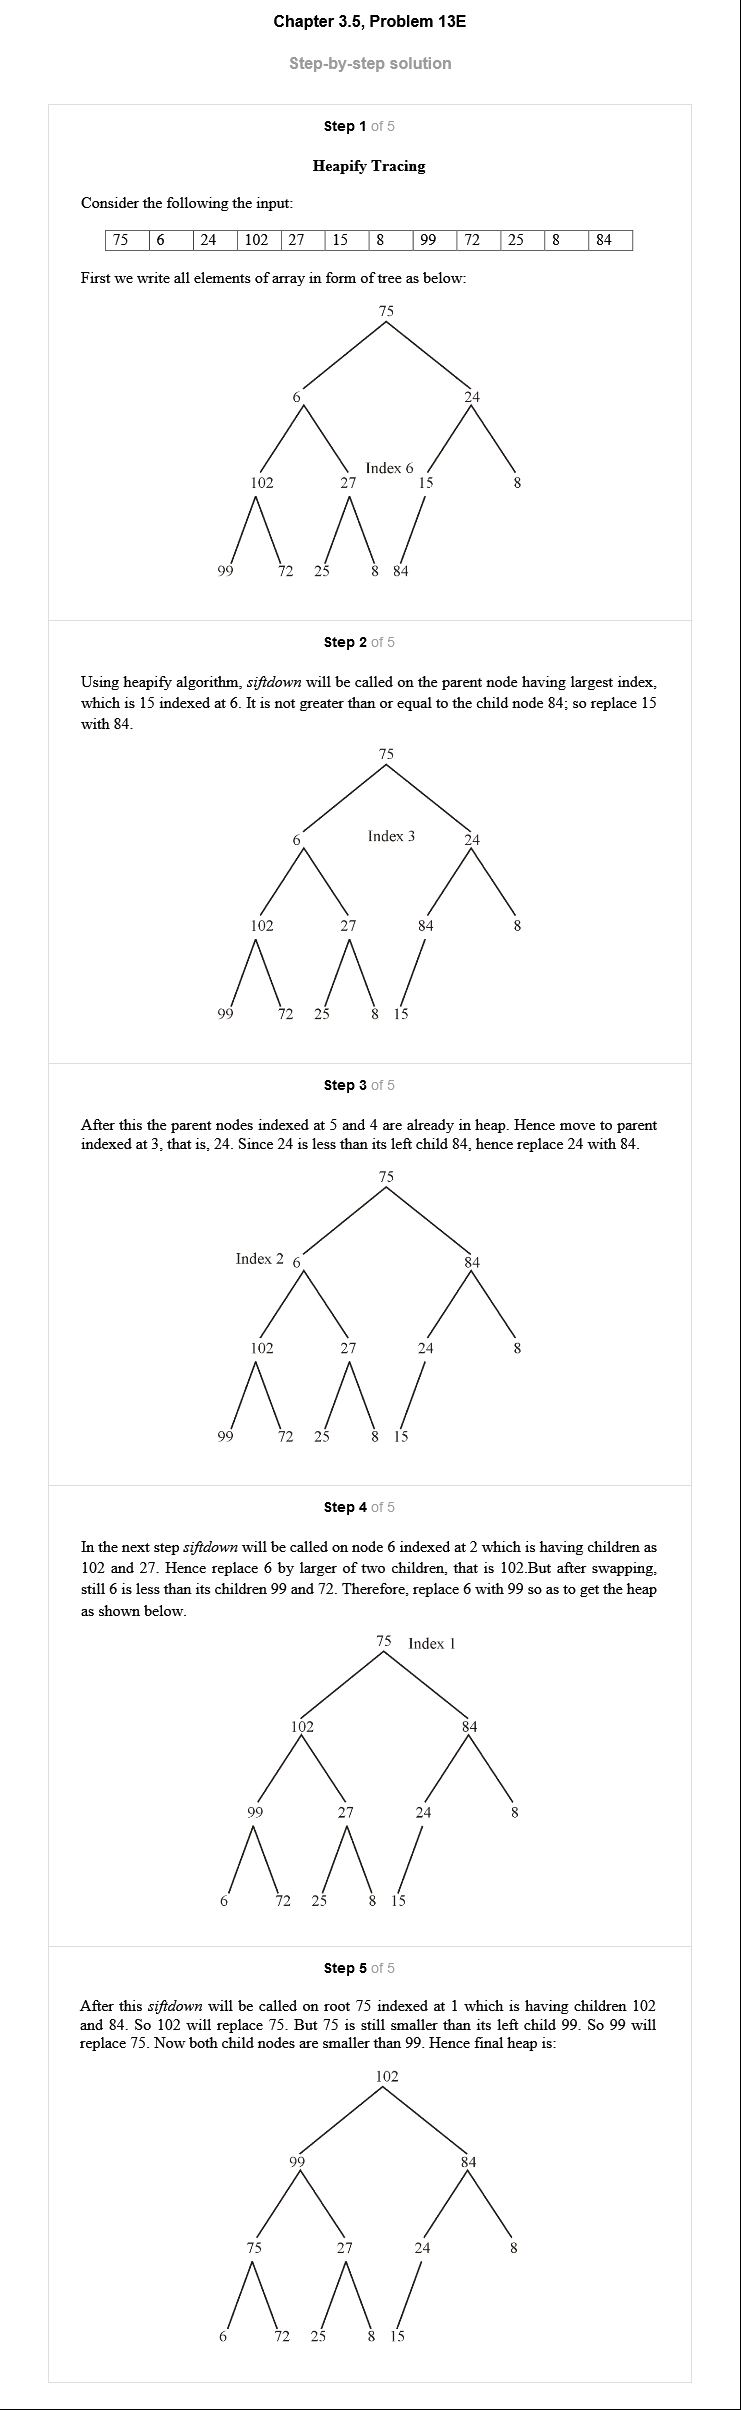 Chapter 3.5, Problem 13E
Step-by-step solution
Step 1 of 5
Heapify Tracing
Consider the following the input:
75 6 24 102 27 15 8 99 72 25 8 84
First we write all elements of array in form of tree as below:
75
6 24
Index 6
102 27 15 8
99 72 25 8 84
Step 2 of 5
Using heapify algorithm, siftdown will be called on the parent node having largest index,
which is 15 indexed at 6. It is not greater than or equal to the child node 84; so replace 15
with 84.
75
6 Index 3 24
102 27 84 8
99 72 25 8 15
Step 3 of 5
After this the parent nodes indexed at 5 and 4 are already in heap. Hence move to parent
indexed at 3, that is, 24. Since 24 is less than its left child 84, hence replace 24 with 84.
75
Index 2 6 84
102 27 24 8
99 72 25 8 15
Step 4 of 5
In the next step siftdown will be called on node 6 indexed at 2 which is having children as
102 and 27. Hence replace 6 by larger of two children, that is 102.But after swapping,
still 6 is less than its children 99 and 72. Therefore, replace 6 with 99 so as to get the heap
as shown below.
75 Index 1
102 84
99 27 24 8
6 72 25 8 15
Step 5 of 5
After this siftdown will be called on root 75 indexed at 1 which is having children 102
and 84. So 102 will replace 75. But 75 is still smaller than its left child 99. So 99 will
replace 75. Now both child nodes are smaller than 99. Hence final heap is:
102
99 84
75 27 24 8
6 72 25 8 15